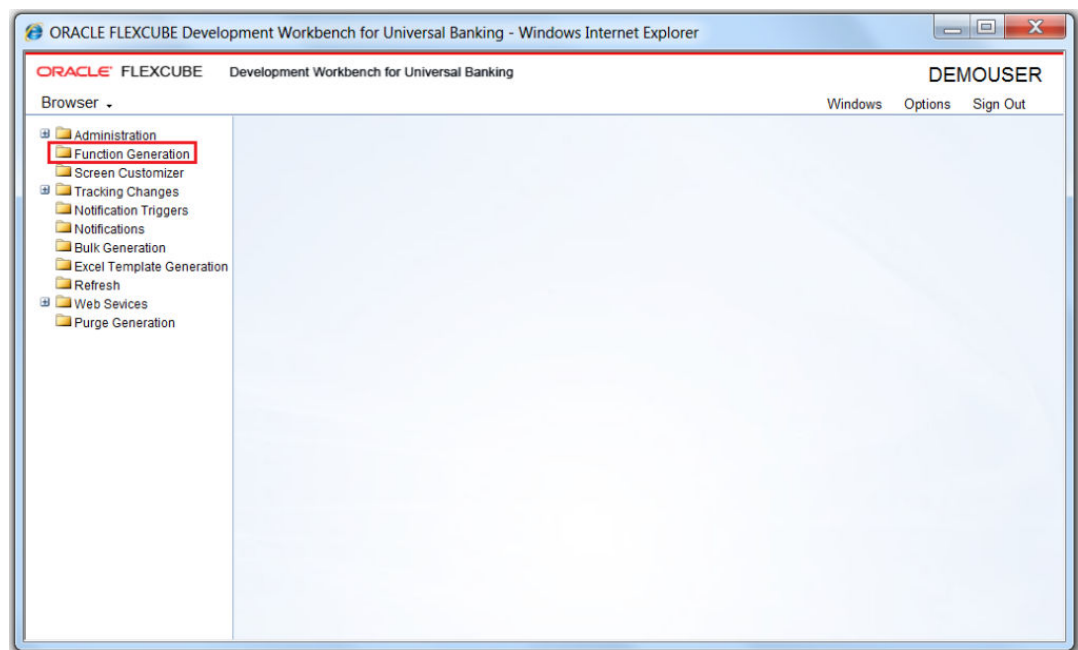 ORACLE FLEXCUBE Development Workbench for Universal Banking - Windows Internet Explorer
ORACLE FLEXCUBE Development Workbench for Universal Banking
DEMOUSER
Browser
Windows Options Sign Out
Administration
Function Generation
Screen Customizer
Tracking Changes
Notification Triggers
Notifications
Bulk Generation
Excel Template Generation
Refresh
Web Sevices
Purge Generation